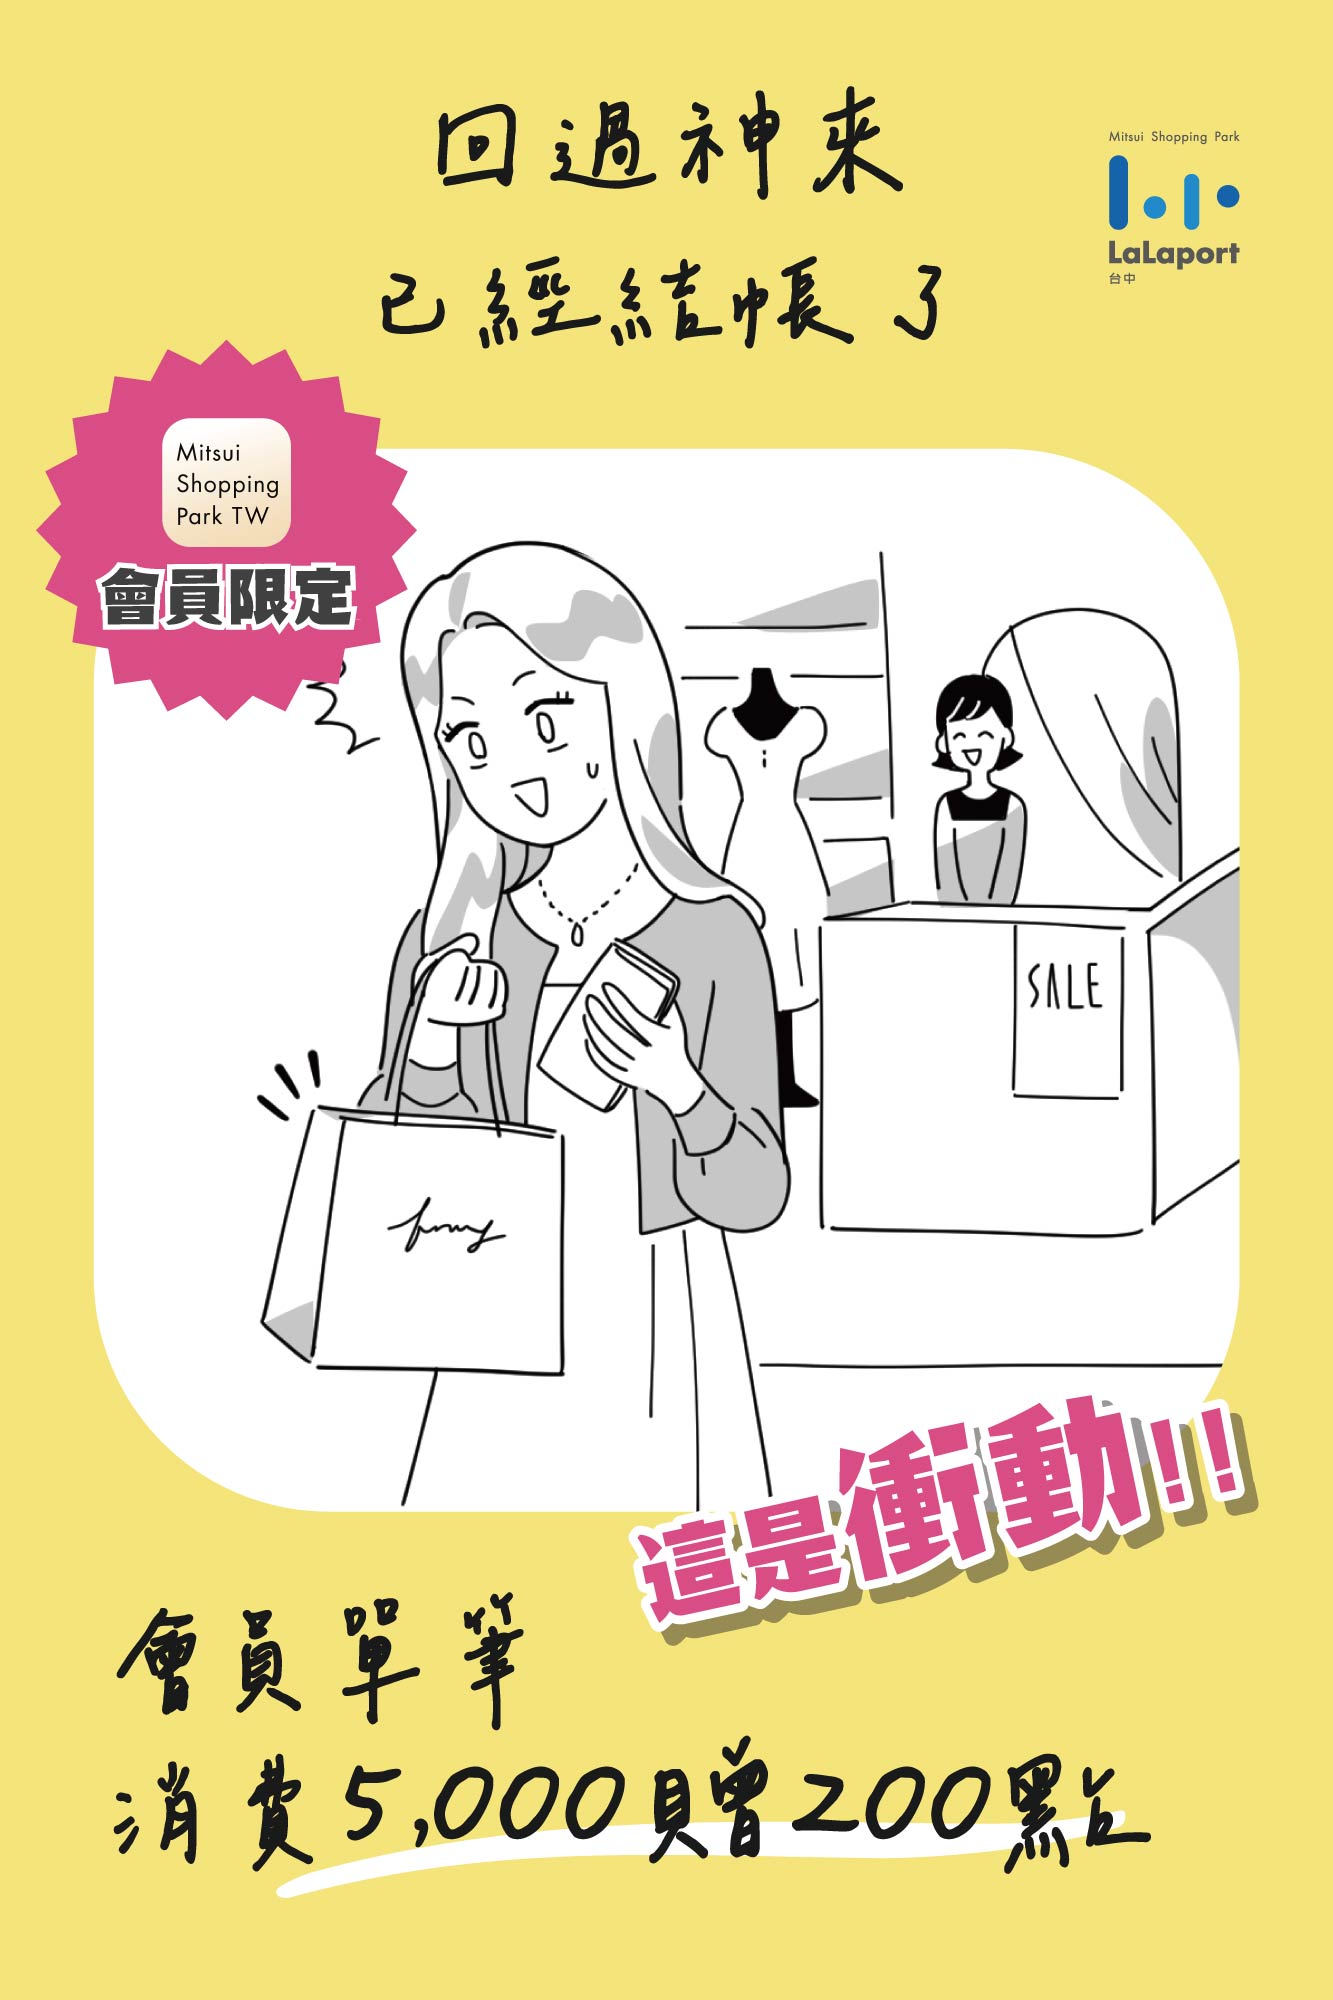 回過神來
已經結帳了
Mitsui Shopping Park
LaLaport
台中
Mitsui
Shopping
Park TW
會員限定
SALE
這是衝動!!
會員單筆
消費5,000贈200點